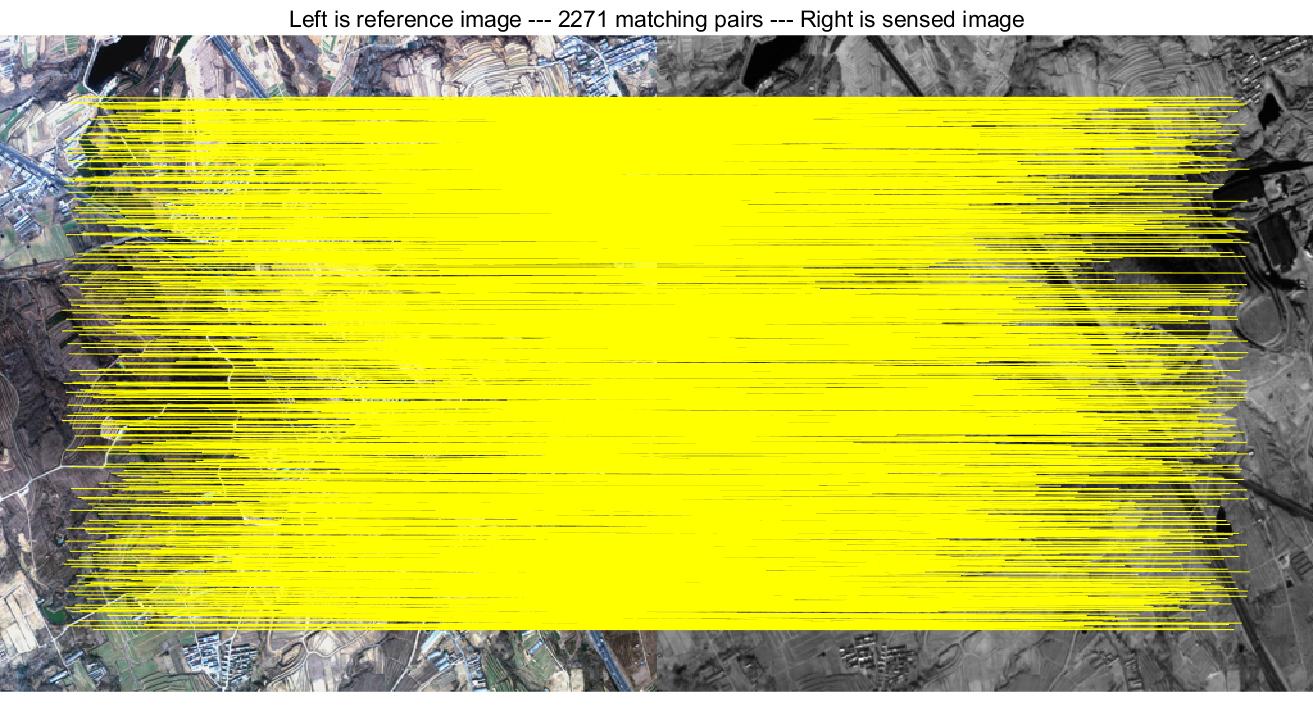 Left is reference image --- 2271 matching pairs --- Right is sensed image